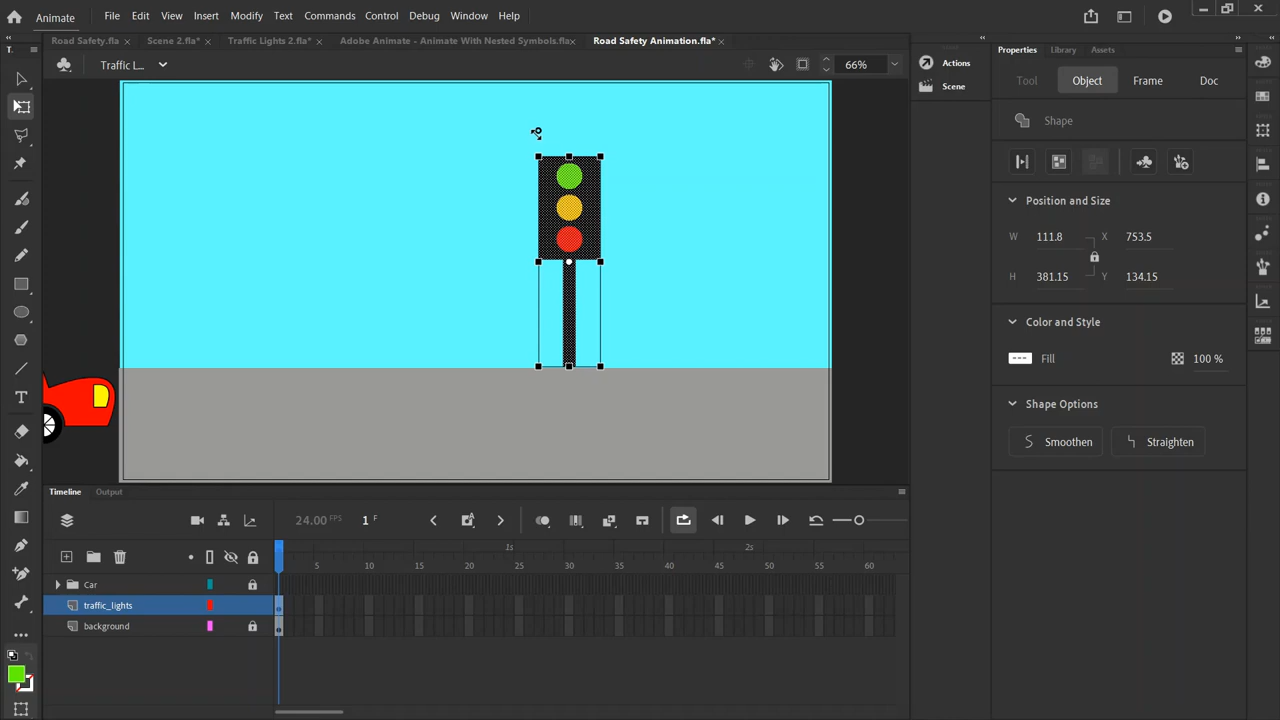 Animate File Edit View Insert Modify Text Commands Control Debug Window Help
Road Safety.fla × Scene 2.fla* × Traffic Lights 2.fla* × Adobe Animate - Animate With Nested Symbols.fla × Road Safety Animation.fla* ×
Traffic L... 66%
T.
Actions
Scene
Properties Library Assets
Tool Object Frame Doc
Shape
Position and Size
W 111.8 X 753.5
H 381.15 Y 134.15
Color and Style
Fill 100 %
Shape Options
Smoothen Straighten
Timeline Output
24.00 FPS 1 F
1s 2s
5 10 15 20 25 30 35 40 45 50 55 60
Car
traffic_lights
background